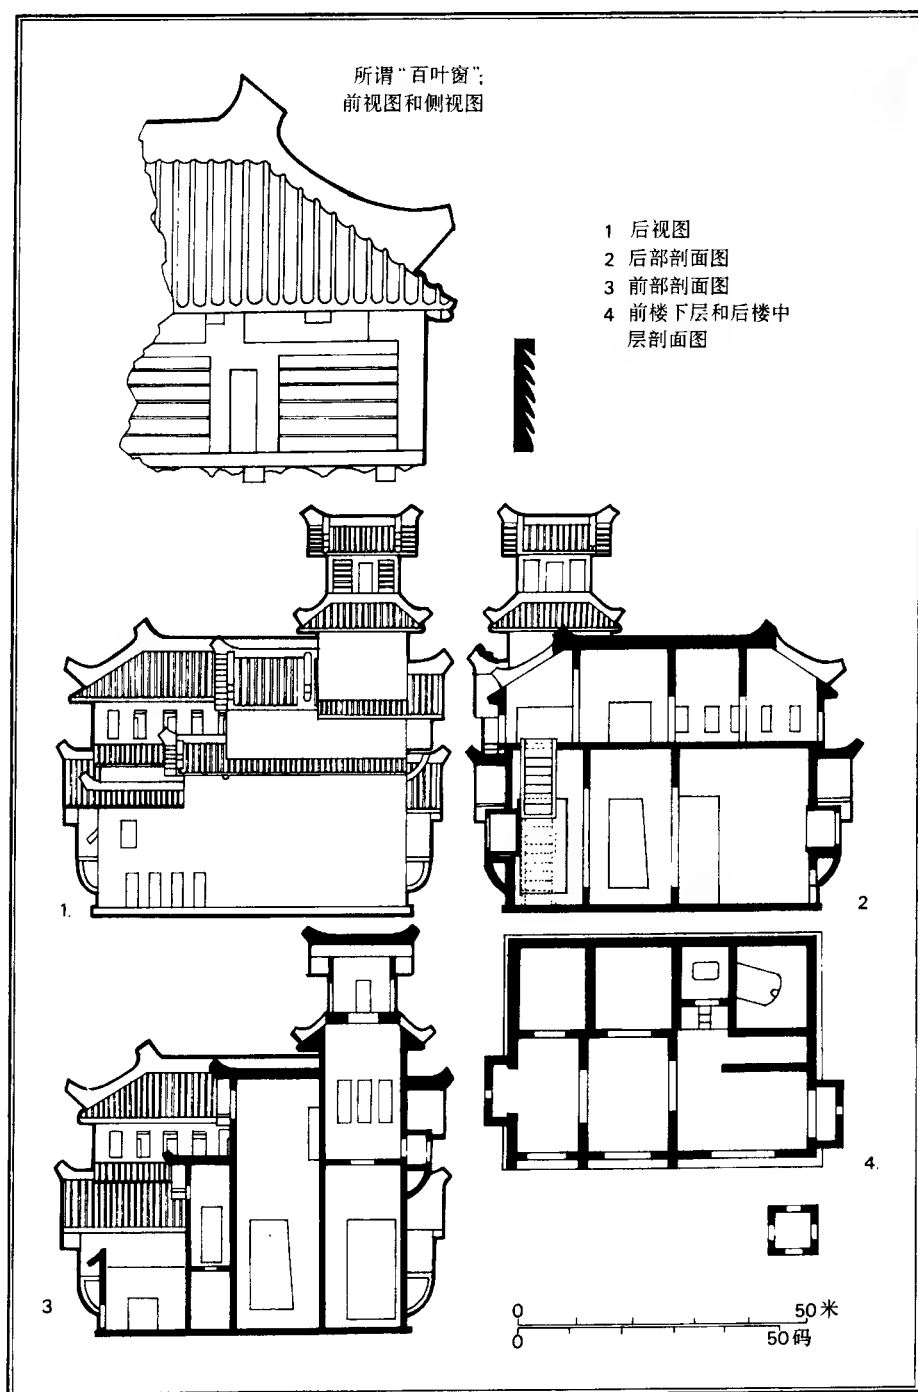 所谓“百叶窗”;
前视图和侧视图
1 后视图
2 后部剖面图
3 前部剖面图
4 前楼下层和后楼中
层剖面图
1.
2
3
4.
0 50米
0 50码